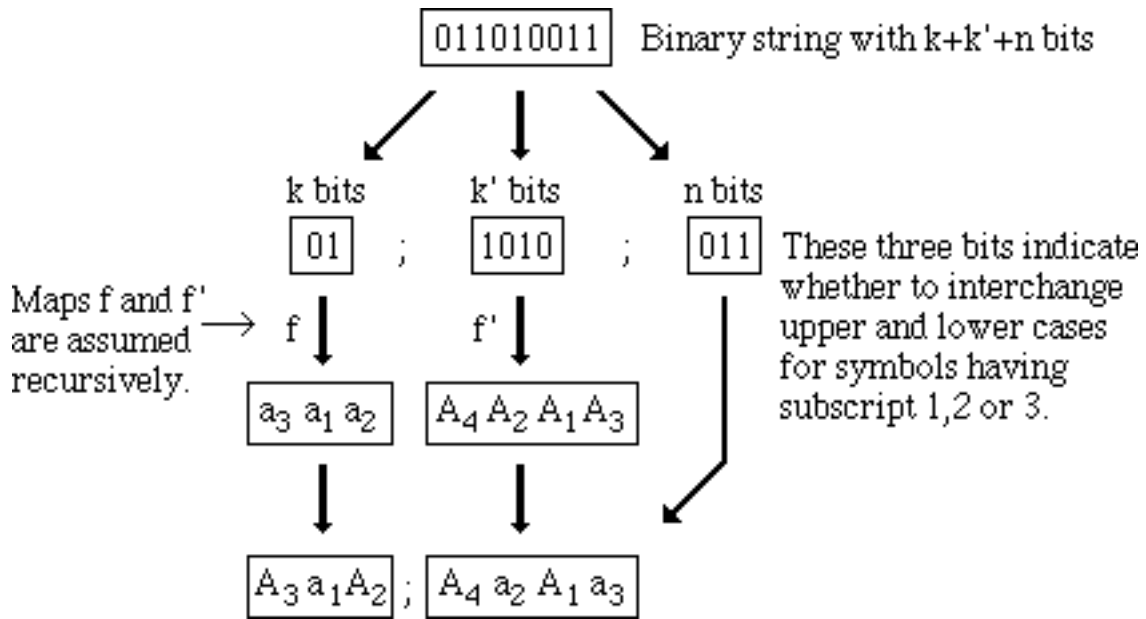 011010011 Binary string with k+k'+n bits
k bits k' bits n bits
01 ; 1010 ; 011
These three bits indicate
whether to interchange
upper and lower cases
for symbols having
subscript 1,2 or 3.
Maps f and f'
are assumed
recursively.
f f'
a₃ a₁ a₂ A₄ A₂ A₁ A₃
A₃ a₁ A₂ ; A₄ a₂ A₁ a₃